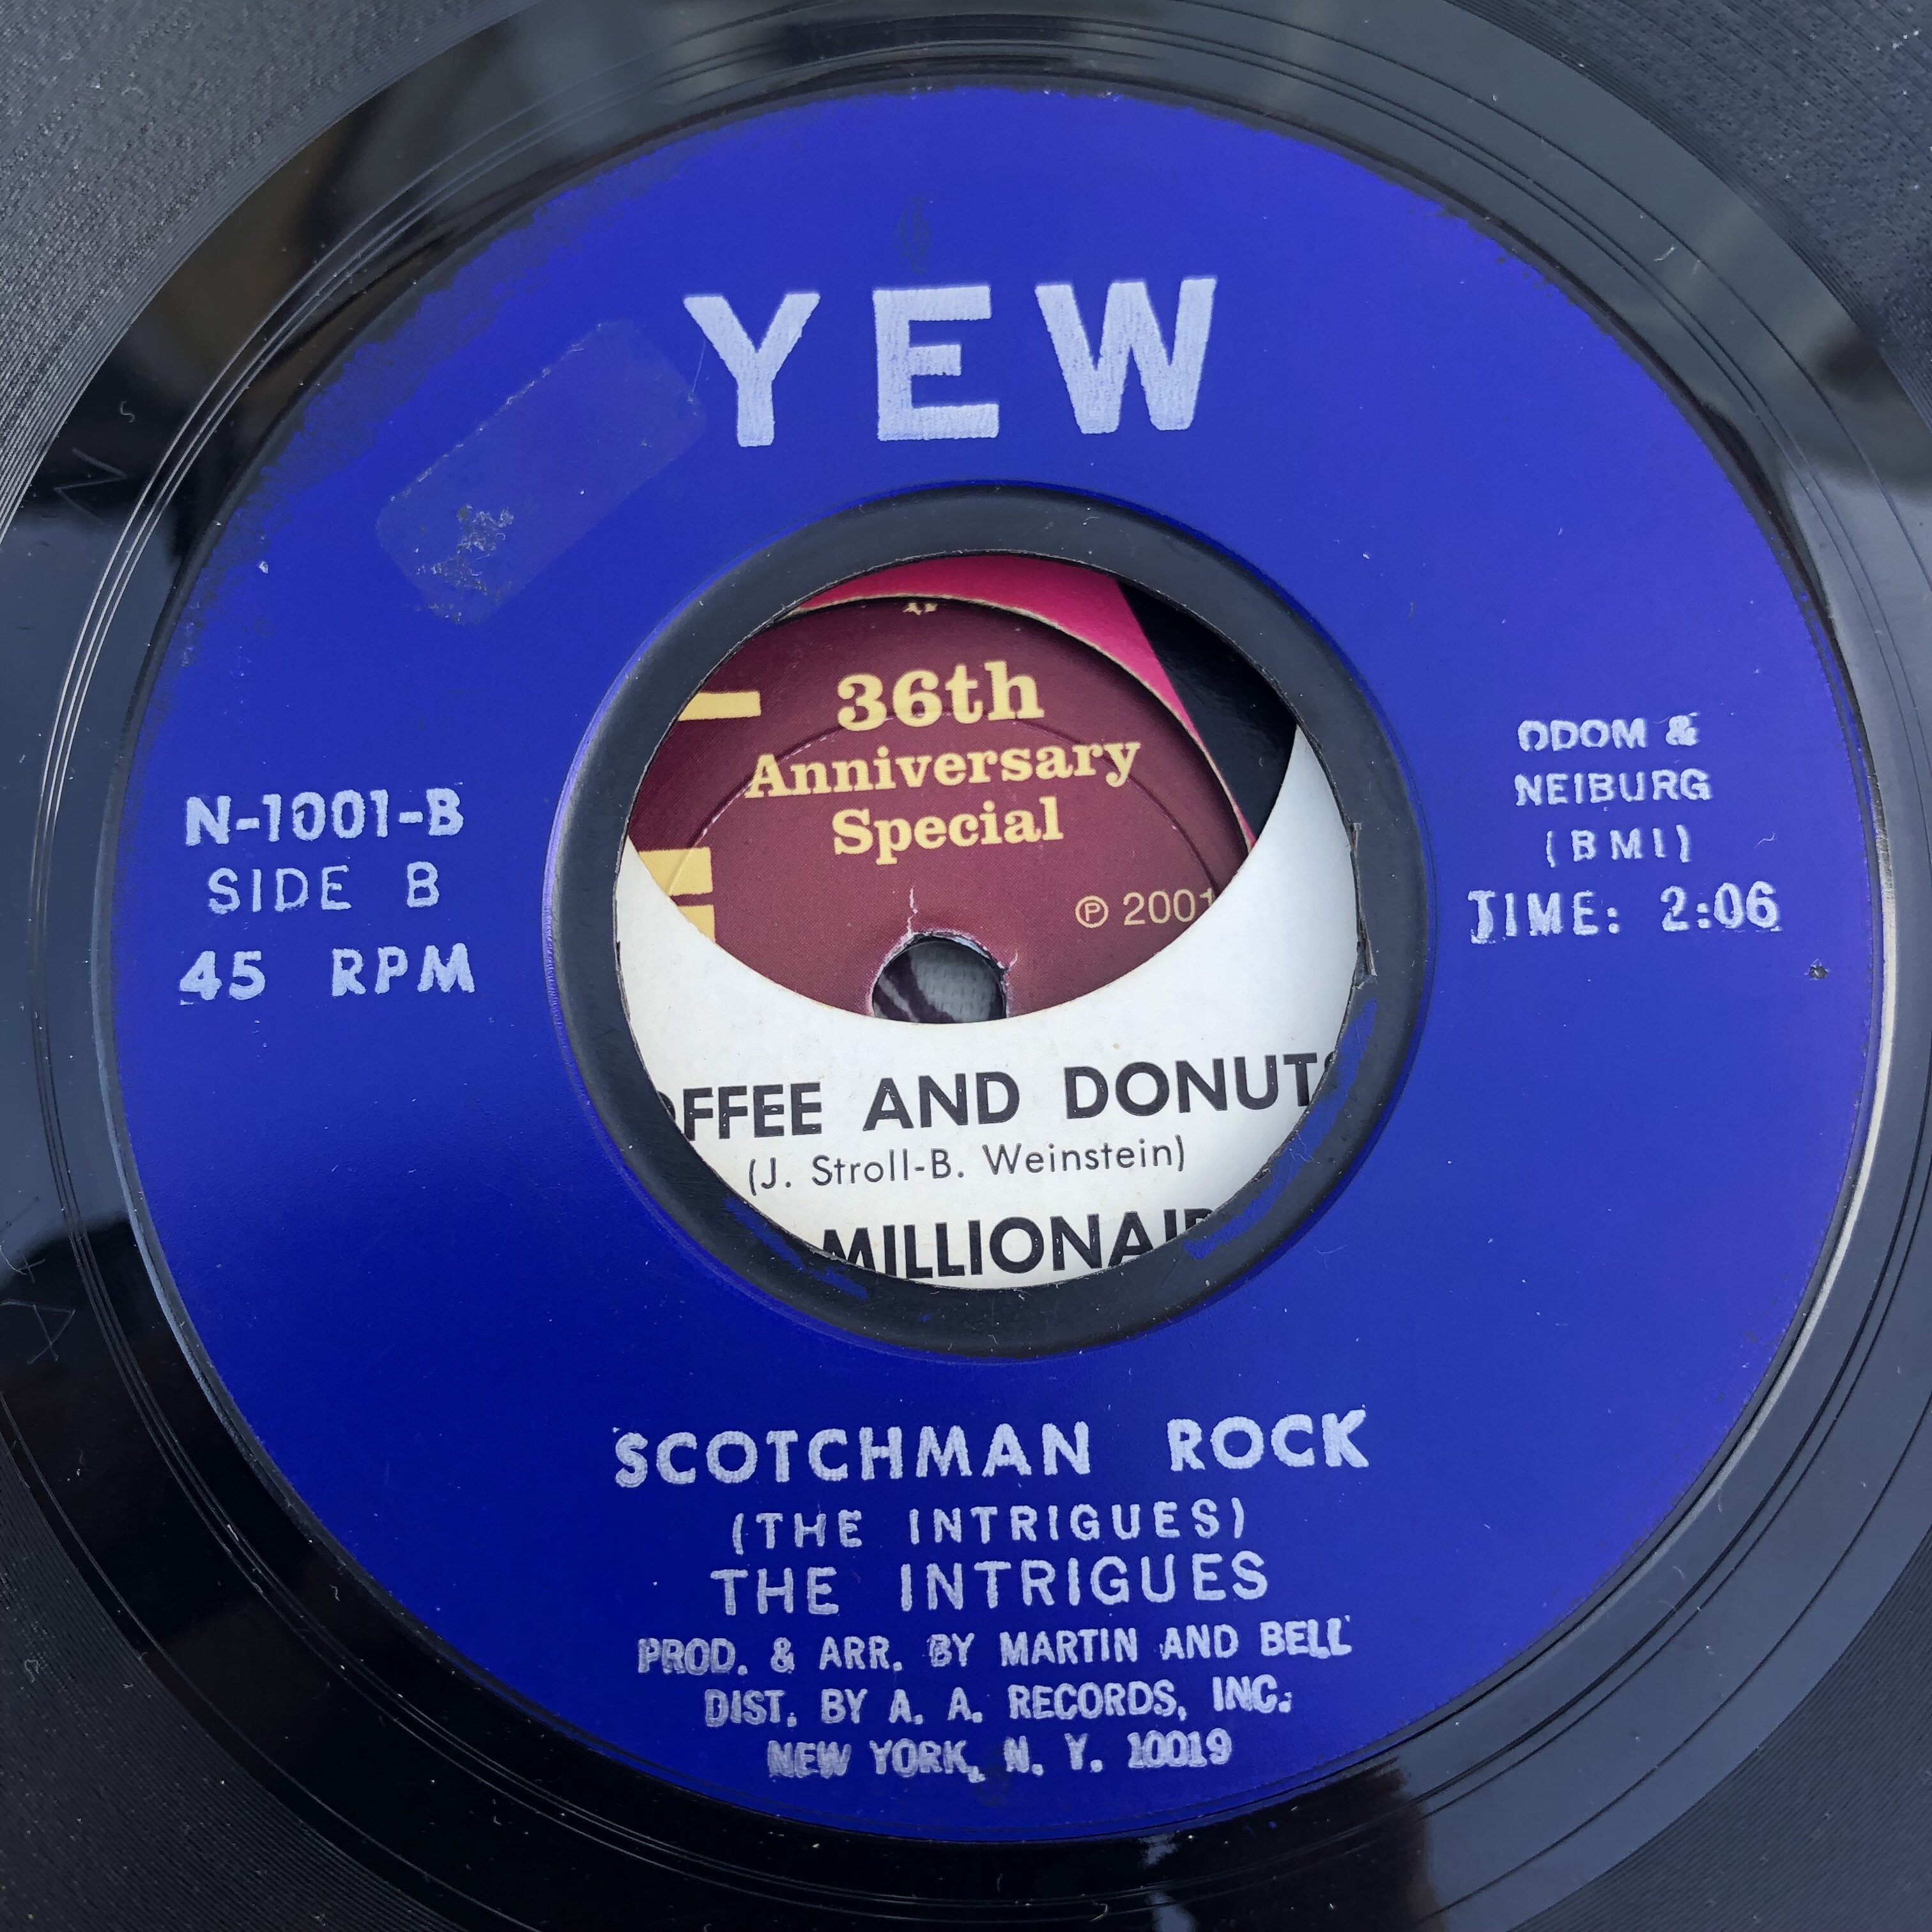 YEW
36th
Anniversary
Special
℗ 2001
N-1001-B
SIDE B
45 RPM
ODOM &
NEIBURG
(BMI)
TIME: 2:06
OFFEE AND DONUTS
(J. Stroll-B. Weinstein)
MILLIONAIR
SCOTCHMAN ROCK
(THE INTRIGUES)
THE INTRIGUES
PROD. & ARR. BY MARTIN AND BELL
DIST. BY A. A. RECORDS, INC.
NEW YORK, N. Y. 10019